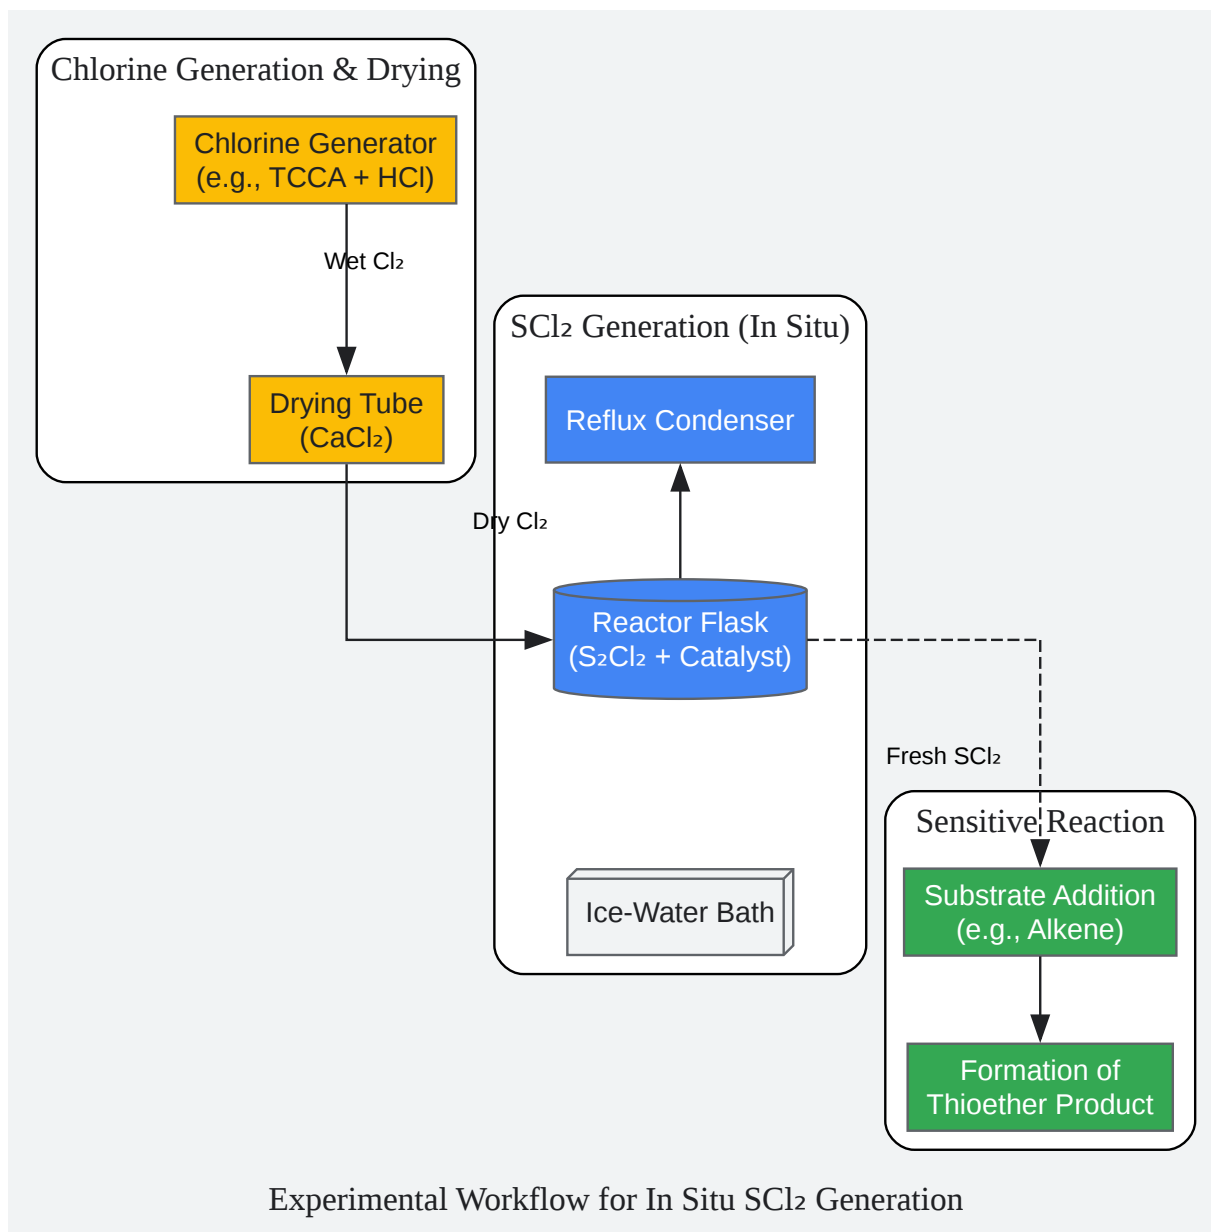 Chlorine Generation & Drying
Chlorine Generator
(e.g., TCCA + HCl)
Wet Cl₂
Drying Tube
(CaCl₂)
SCl₂ Generation (In Situ)
Reflux Condenser
Dry Cl₂
Reactor Flask
(S₂Cl₂ + Catalyst)
Ice-Water Bath
Fresh SCl₂
Sensitive Reaction
Substrate Addition
(e.g., Alkene)
Formation of
Thioether Product
Experimental Workflow for In Situ SCl₂ Generation